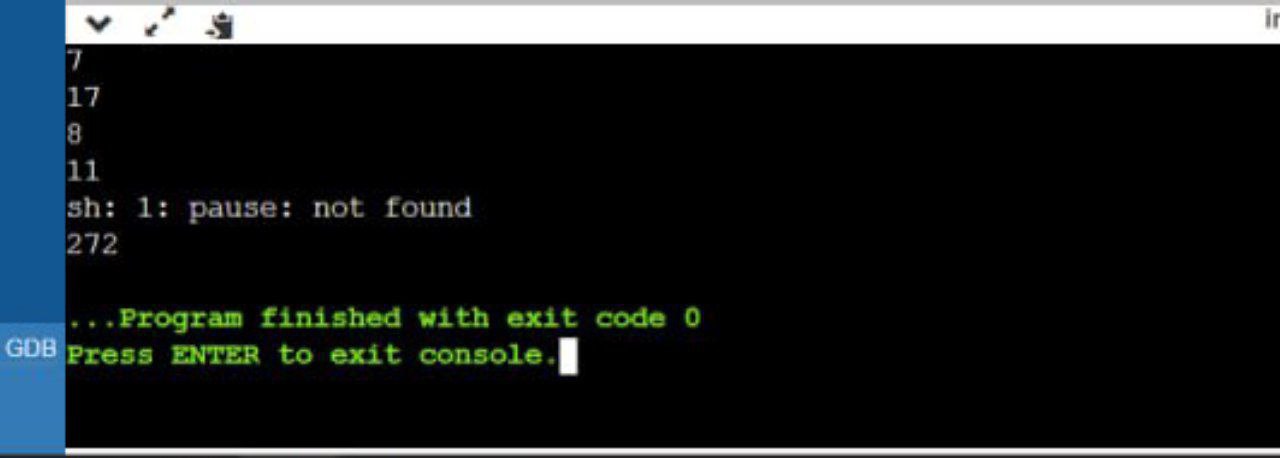 7
17
8
11
sh: 1: pause: not found
272
...Program finished with exit code 0
GDB
Press ENTER to exit console.